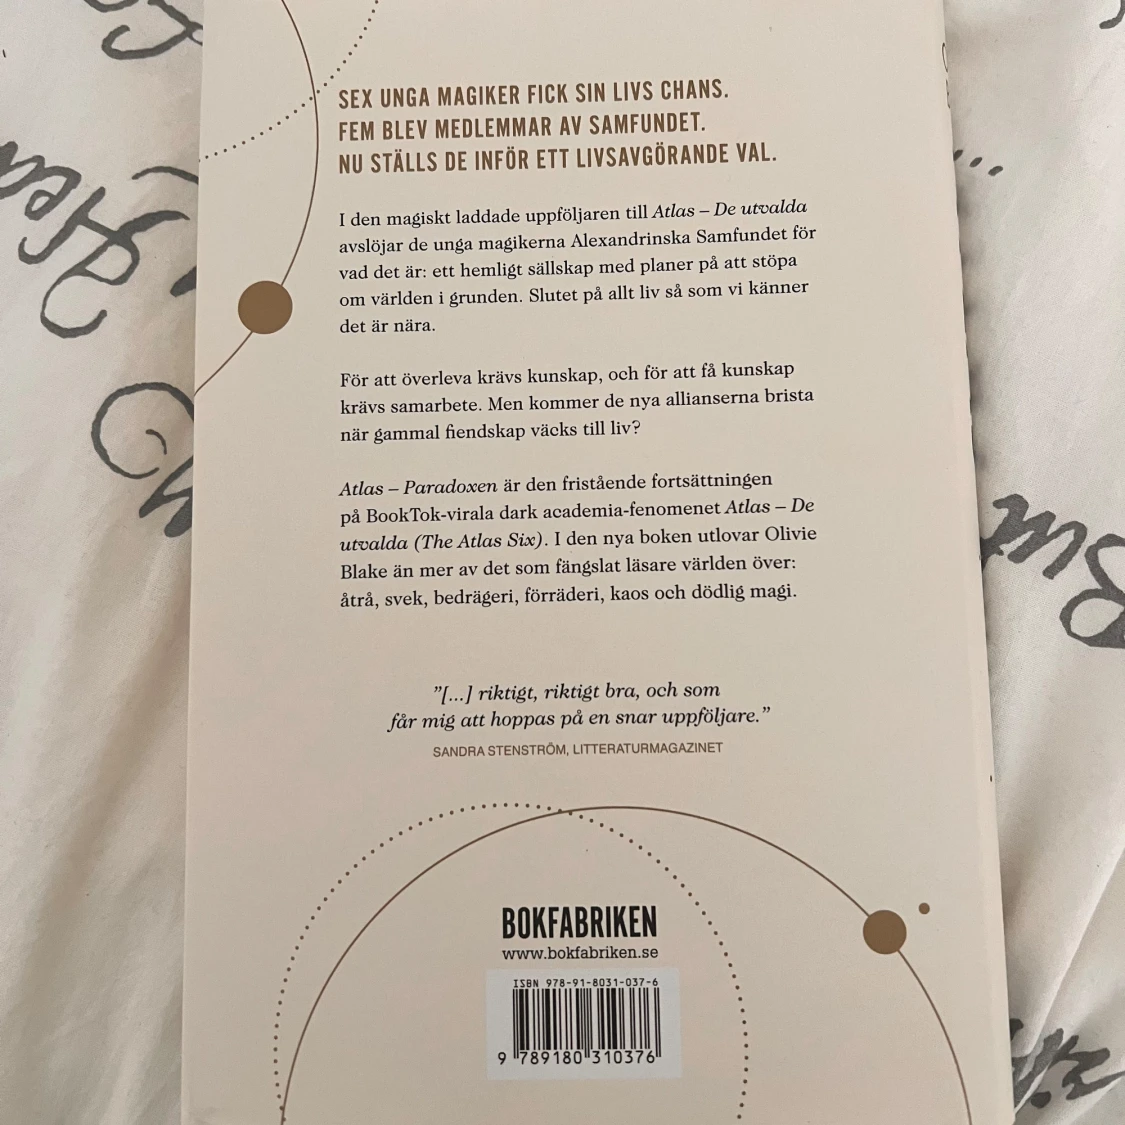 SEX UNGA MAGIKER FICK SIN LIVS CHANS.
FEM BLEV MEDLEMMAR AV SAMFUNDET.
NU STÄLLS DE INFÖR ETT LIVSAVGÖRANDE VAL.
I den magiskt laddade uppföljaren till Atlas – De utvalda
avslöjar de unga magikerna Alexandrinska Samfundet för
vad det är: ett hemligt sällskap med planer på att stöpa
om världen i grunden. Slutet på allt liv så som vi känner
det är nära.
För att överleva krävs kunskap, och för att få kunskap
krävs samarbete. Men kommer de nya allianserna brista
när gammal fiendskap väcks till liv?
Atlas – Paradoxen är den fristående fortsättningen
på BookTok-virala dark academia-fenomenet Atlas – De
utvalda (The Atlas Six). I den nya boken utlovar Olivie
Blake än mer av det som fängslat läsare världen över:
åtrå, svek, bedrägeri, förräderi, kaos och dödlig magi.
”[...] riktigt, riktigt bra, och som
får mig att hoppas på en snar uppföljare.”
SANDRA STENSTRÖM, LITTERATURMAGAZINET
BOKFABRIKEN
www.bokfabriken.se
ISBN 978-91-8031-037-6
9 789180 310376